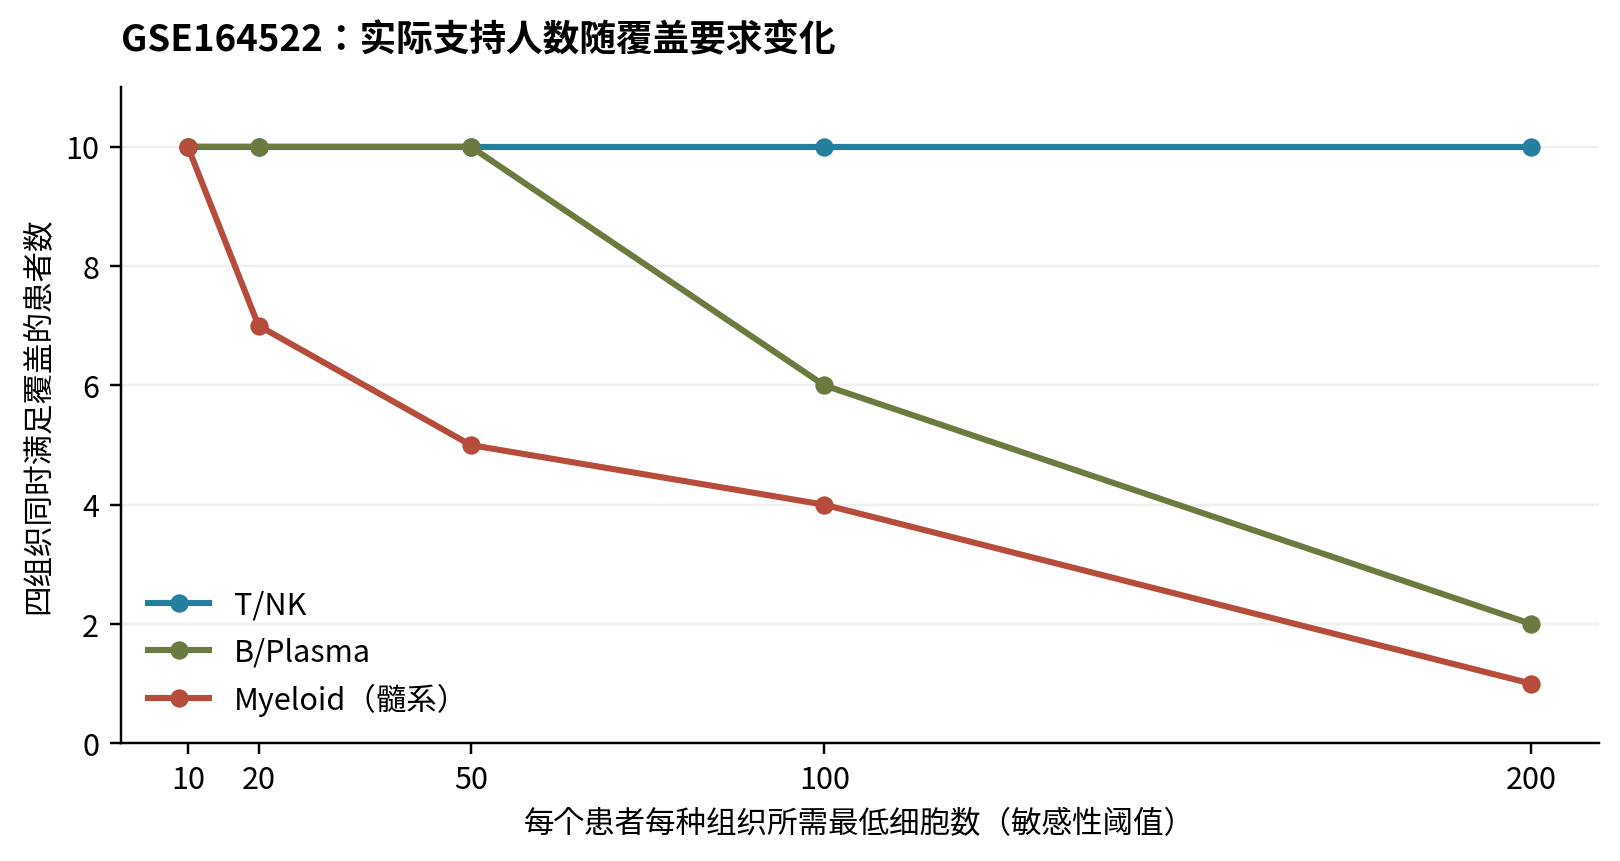 GSE164522：实际支持人数随覆盖要求变化
四组织同时满足覆盖的患者数
10
8
6
4
2
0
T/NK
B/Plasma
Myeloid（髓系）
10 20 50 100 200
每个患者每种组织所需最低细胞数（敏感性阈值）